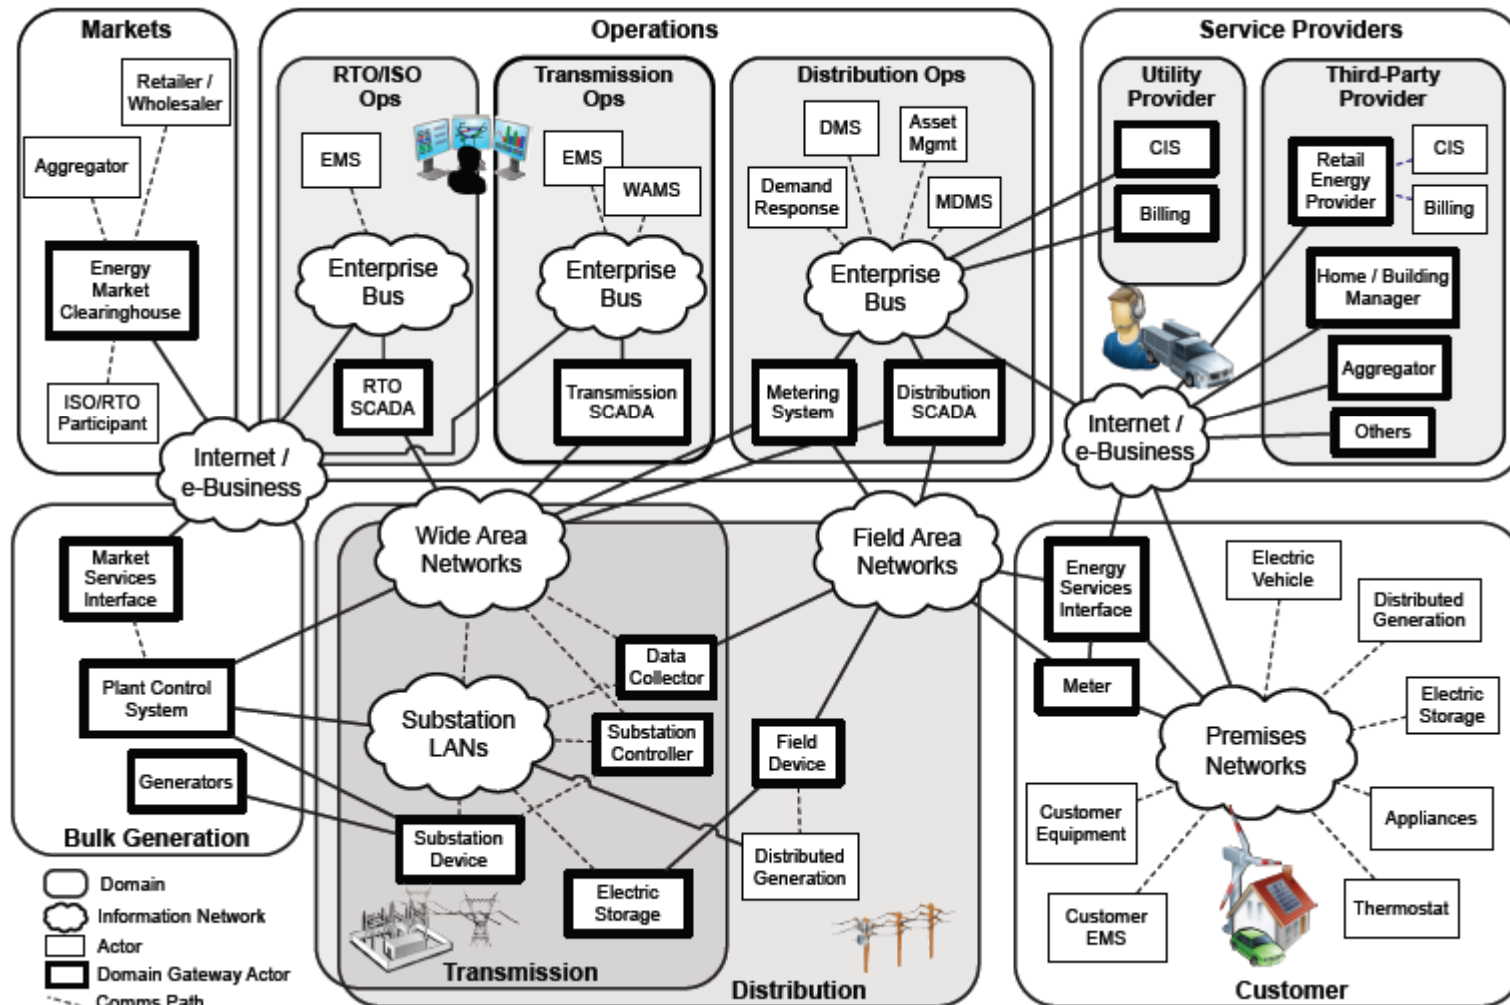 Markets
Operations
Service Providers
Retailer /
Wholesaler
Aggregator
Energy
Market
Clearinghouse
ISO/RTO
Participant
RTO/ISO
Ops
EMS
Enterprise
Bus
RTO
SCADA
Transmission
Ops
EMS
WAMS
Enterprise
Bus
Transmission
SCADA
Distribution Ops
DMS
Asset
Mgmt
Demand
Response
MDMS
Enterprise
Bus
Metering
System
Distribution
SCADA
Utility
Provider
CIS
Billing
Third-Party
Provider
Retail
Energy
Provider
CIS
Billing
Home / Building
Manager
Aggregator
Others
Internet /
e-Business
Internet /
e-Business
Wide Area
Networks
Field Area
Networks
Market
Services
Interface
Plant Control
System
Generators
Bulk Generation
Substation
LANs
Data
Collector
Substation
Controller
Field
Device
Substation
Device
Electric
Storage
Distributed
Generation
Transmission
Distribution
Energy
Services
Interface
Meter
Electric
Vehicle
Distributed
Generation
Electric
Storage
Premises
Networks
Customer
Equipment
Appliances
Customer
EMS
Thermostat
Customer
Domain
Information Network
Actor
Domain Gateway Actor
Comms Path